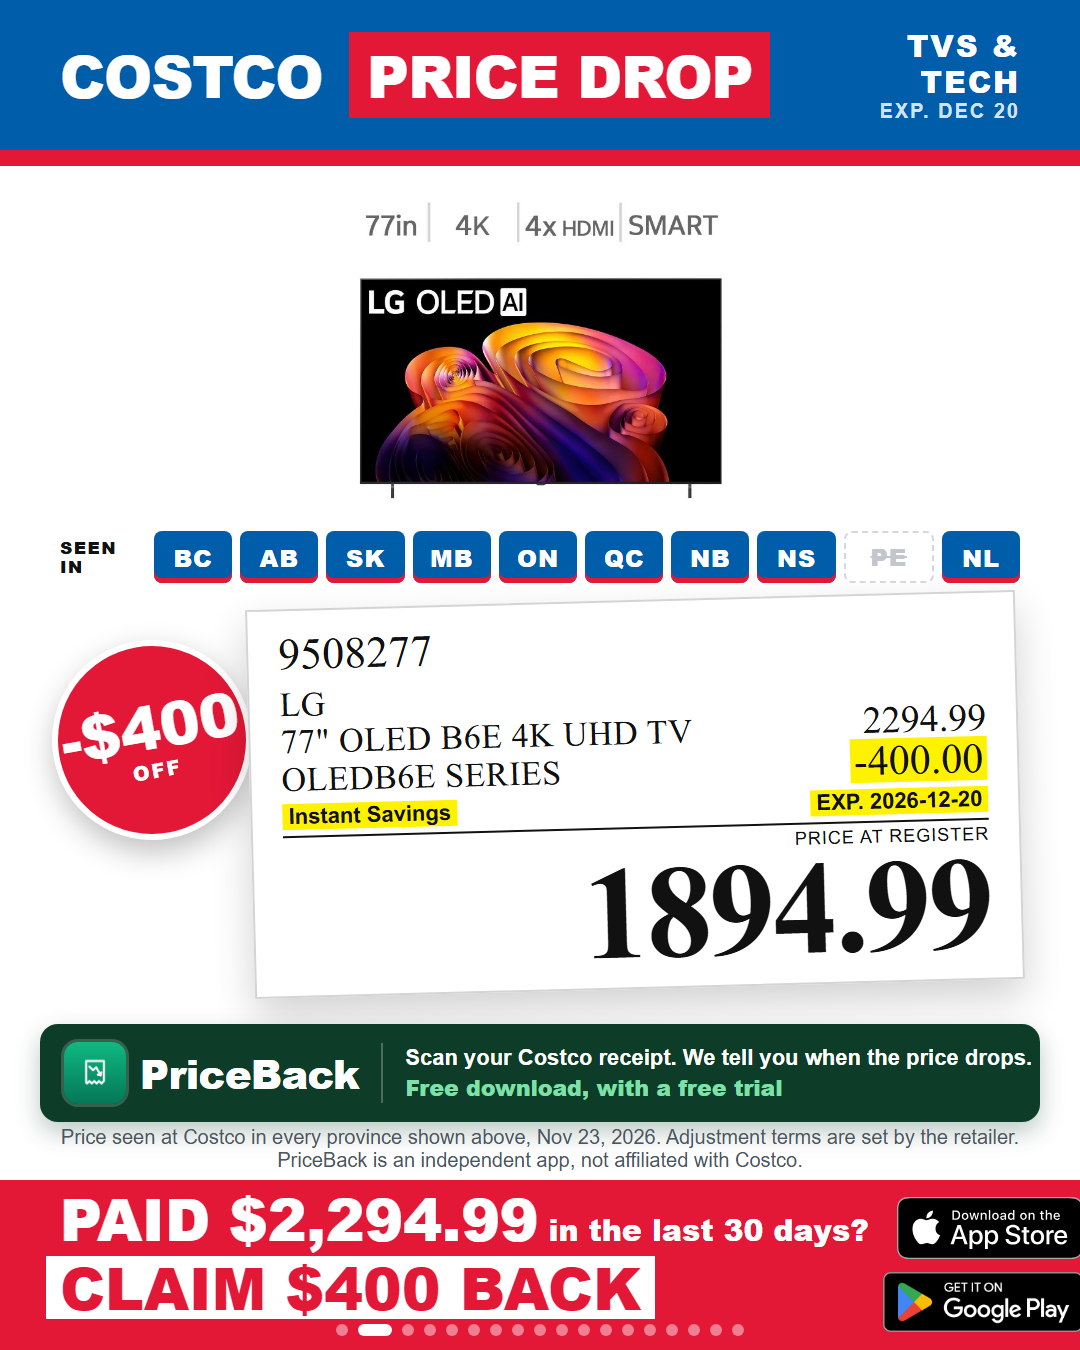 COSTCO PRICE DROP
TVS &
TECH
EXP. DEC 20
77in 4K 4x HDMI SMART
LG OLED AI
SEEN
IN
BC AB SK MB ON QC NB NS PE NL
-$400
OFF
9508277
LG
77" OLED B6E 4K UHD TV
OLEDB6E SERIES
Instant Savings
2294.99
-400.00
EXP. 2026-12-20
PRICE AT REGISTER
1894.99
PriceBack
Scan your Costco receipt. We tell you when the price drops.
Free download, with a free trial
Price seen at Costco in every province shown above, Nov 23, 2026. Adjustment terms are set by the retailer.
PriceBack is an independent app, not affiliated with Costco.
PAID $2,294.99 in the last 30 days?
CLAIM $400 BACK
Download on the
App Store
GET IT ON
Google Play